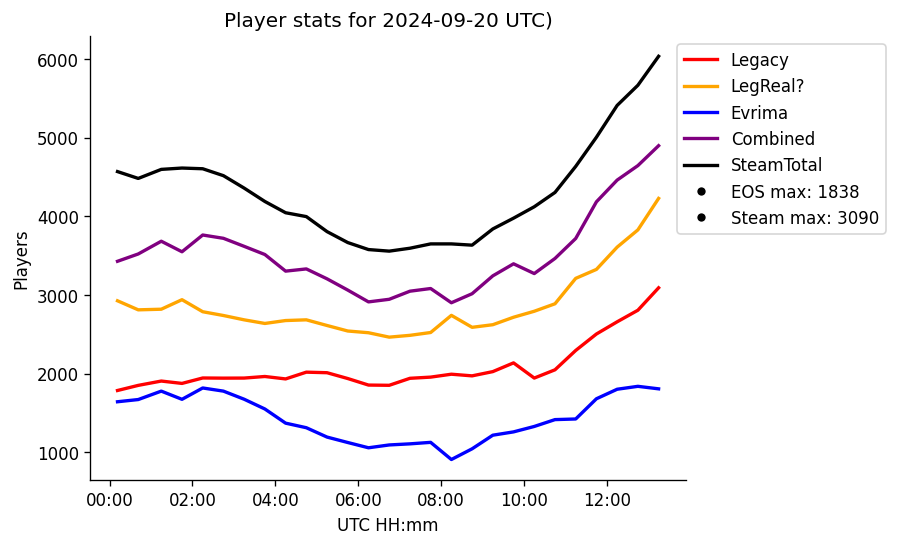 Player stats for 2024-09-20 UTC)
6000
5000
4000
3000
2000
1000
Players
00:00 02:00 04:00 06:00 08:00 10:00 12:00
UTC HH:mm
Legacy
LegReal?
Evrima
Combined
SteamTotal
EOS max: 1838
Steam max: 3090